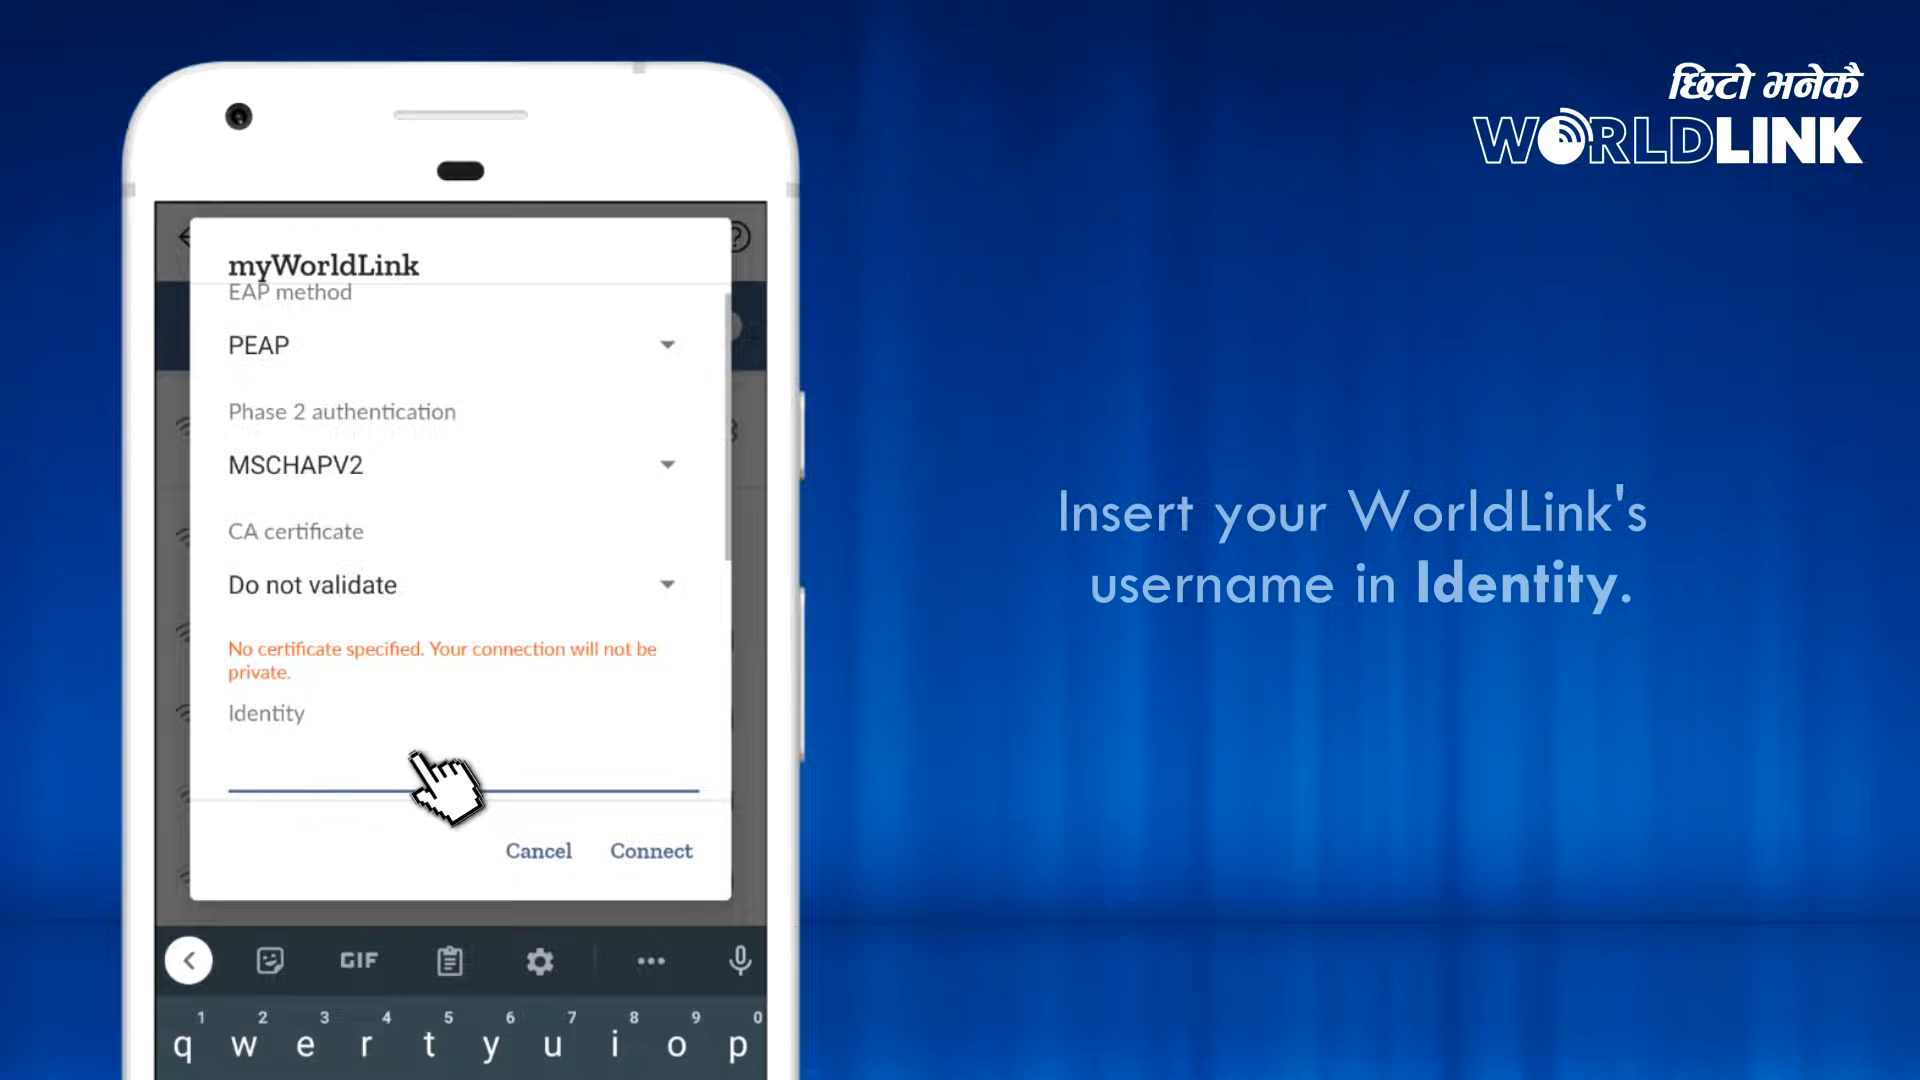 छिटो भनेकै
WORLDLINK
myWorldLink
EAP method
PEAP
Phase 2 authentication
MSCHAPV2
CA certificate
Do not validate
No certificate specified. Your connection will not be
private.
Identity
Cancel Connect
Insert your WorldLink's
username in Identity.
GIF
1 2 3 4 5 6 7 8 9 0
q w e r t y u i o p